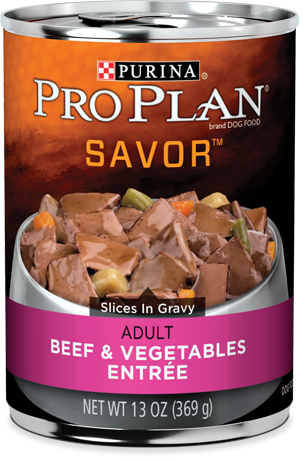 PURINA
PRO PLAN®
brand DOG FOOD
SAVOR™
Slices In Gravy
ADULT
BEEF & VEGETABLES
ENTRÉE
NET WT 13 OZ (369 g)
DOG